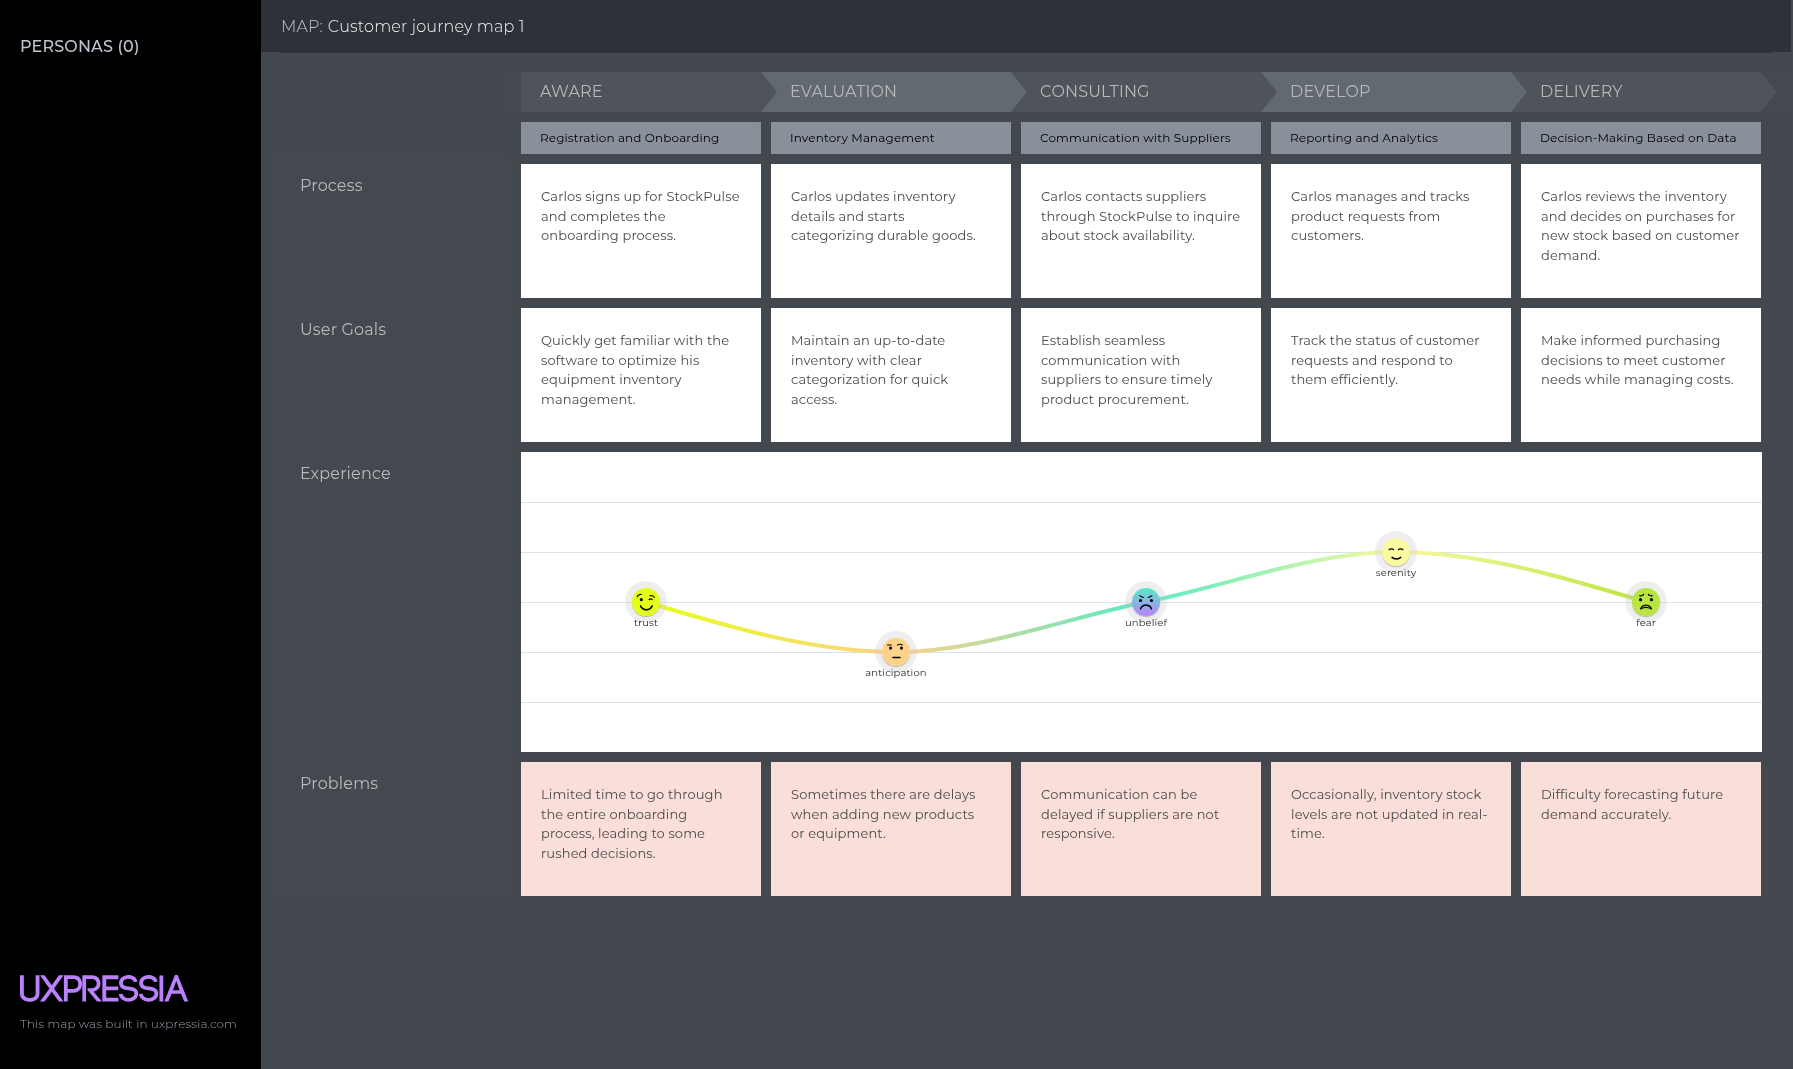 PERSONAS (0)
MAP: Customer journey map 1
AWARE
EVALUATION
CONSULTING
DEVELOP
DELIVERY
Registration and Onboarding
Inventory Management
Communication with Suppliers
Reporting and Analytics
Decision-Making Based on Data
Process
Carlos signs up for StockPulse
and completes the
onboarding process.
Carlos updates inventory
details and starts
categorizing durable goods.
Carlos contacts suppliers
through StockPulse to inquire
about stock availability.
Carlos manages and tracks
product requests from
customers.
Carlos reviews the inventory
and decides on purchases for
new stock based on customer
demand.
User Goals
Quickly get familiar with the
software to optimize his
equipment inventory
management.
Maintain an up-to-date
inventory with clear
categorization for quick
access.
Establish seamless
communication with
suppliers to ensure timely
product procurement.
Track the status of customer
requests and respond to
them efficiently.
Make informed purchasing
decisions to meet customer
needs while managing costs.
Experience
trust
anticipation
unbelief
serenity
fear
Problems
Limited time to go through
the entire onboarding
process, leading to some
rushed decisions.
Sometimes there are delays
when adding new products
or equipment.
Communication can be
delayed if suppliers are not
responsive.
Occasionally, inventory stock
levels are not updated in real-
time.
Difficulty forecasting future
demand accurately.
UXPRESSIA
This map was built in uxpressia.com